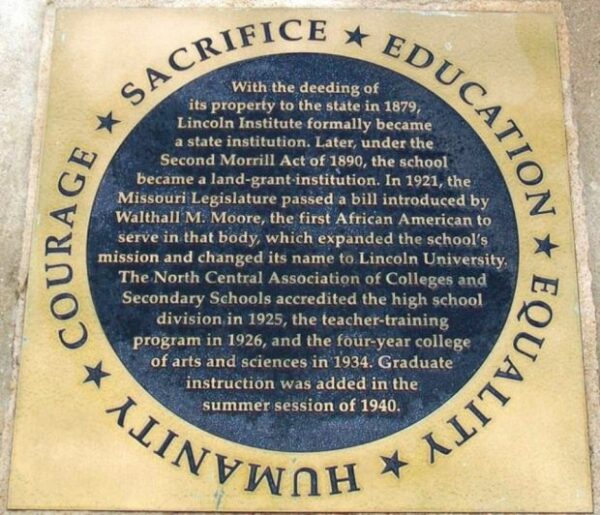 COURAGE ★ SACRIFICE ★ EDUCATION ★ EQUALITY ★ HUMANITY ★
With the deeding of
its property to the state in 1879,
Lincoln Institute formally became
a state institution. Later, under the
Second Morrill Act of 1890, the school
became a land-grant institution. In 1921, the
Missouri Legislature passed a bill introduced by
Walthall M. Moore, the first African American to
serve in that body, which expanded the school's
mission and changed its name to Lincoln University.
The North Central Association of Colleges and
Secondary Schools accredited the high school
division in 1925, the teacher-training
program in 1926, and the four-year college
of arts and sciences in 1934. Graduate
instruction was added in the
summer session of 1940.